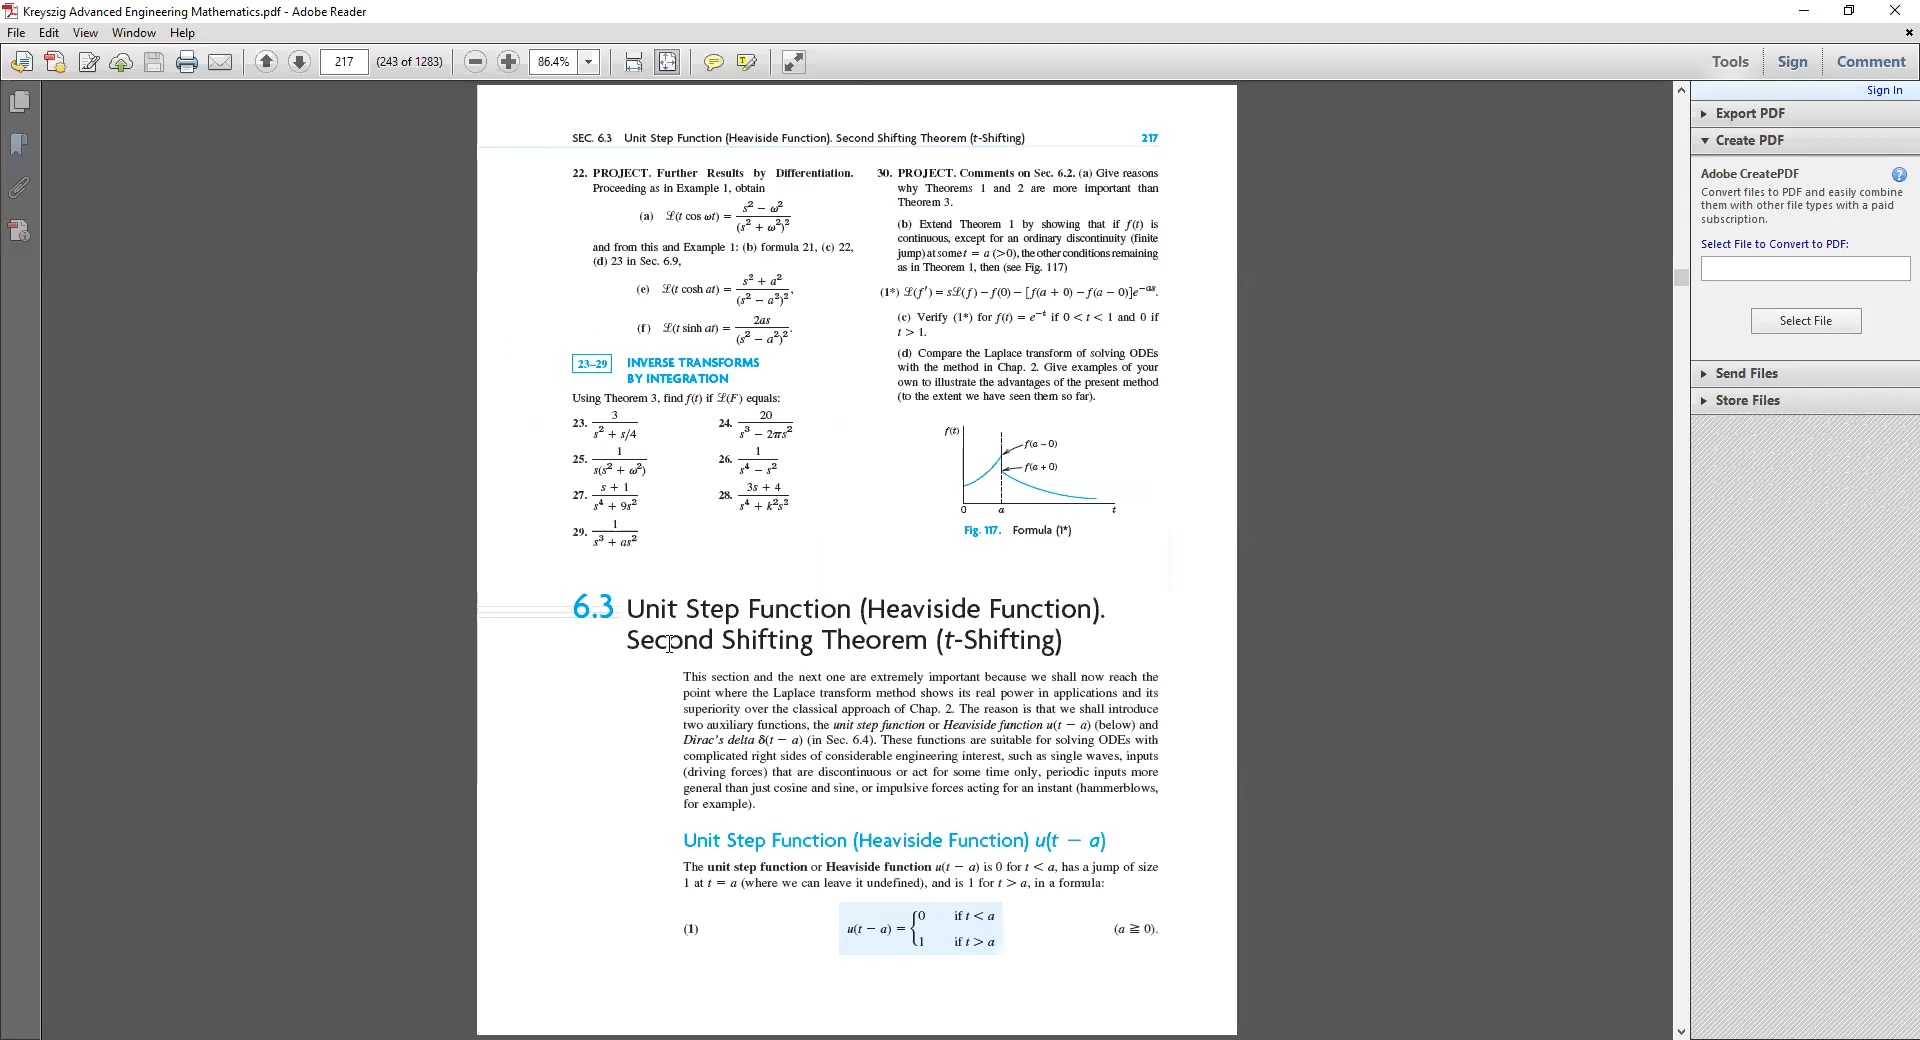 Kreyszig Advanced Engineering Mathematics.pdf - Adobe Reader
File Edit View Window Help
217 (243 of 1283) 86.4% Tools Sign Comment
Sign In
Export PDF
Create PDF
Adobe CreatePDF
Convert files to PDF and easily combine
them with other file types with a paid
subscription.
Select File to Convert to PDF:
Select File
Send Files
Store Files
SEC. 6.3 Unit Step Function (Heaviside Function). Second Shifting Theorem (t-Shifting) 217
22. PROJECT. Further Results by Differentiation.
Proceeding as in Example 1, obtain
(a) ℒ(t cos ωt) = (s² − ω²)/(s² + ω²)²
and from this and Example 1: (b) formula 21, (c) 22,
(d) 23 in Sec. 6.9,
(e) ℒ(t cosh at) = (s² + a²)/(s² − a²)²,
(f) ℒ(t sinh at) = 2as/(s² − a²)².
23–29 INVERSE TRANSFORMS
BY INTEGRATION
Using Theorem 3, find f(t) if ℒ(F) equals:
23. 3/(s² + s/4) 24. 20/(s³ − 2πs²)
25. 1/(s(s² + ω²)) 26. 1/(s⁴ − s²)
27. (s + 1)/(s⁴ + 9s²) 28. (3s + 4)/(s⁴ + k²s²)
29. 1/(s³ + as²)
30. PROJECT. Comments on Sec. 6.2. (a) Give reasons
why Theorems 1 and 2 are more important than
Theorem 3.
(b) Extend Theorem 1 by showing that if f(t) is
continuous, except for an ordinary discontinuity (finite
jump) at some t = a (>0), the other conditions remaining
as in Theorem 1, then (see Fig. 117)
(1*) ℒ(f′) = sℒ(f) − f(0) − [f(a + 0) − f(a − 0)]e⁻ᵃˢ.
(c) Verify (1*) for f(t) = e⁻ᵗ if 0 < t < 1 and 0 if
t > 1.
(d) Compare the Laplace transform of solving ODEs
with the method in Chap. 2. Give examples of your
own to illustrate the advantages of the present method
(to the extent we have seen them so far).
f(t)
f(a − 0)
f(a + 0)
0 a t
Fig. 117. Formula (1*)
6.3 Unit Step Function (Heaviside Function).
Second Shifting Theorem (t-Shifting)
This section and the next one are extremely important because we shall now reach the
point where the Laplace transform method shows its real power in applications and its
superiority over the classical approach of Chap. 2. The reason is that we shall introduce
two auxiliary functions, the unit step function or Heaviside function u(t − a) (below) and
Dirac's delta δ(t − a) (in Sec. 6.4). These functions are suitable for solving ODEs with
complicated right sides of considerable engineering interest, such as single waves, inputs
(driving forces) that are discontinuous or act for some time only, periodic inputs more
general than just cosine and sine, or impulsive forces acting for an instant (hammerblows,
for example).
Unit Step Function (Heaviside Function) u(t − a)
The unit step function or Heaviside function u(t − a) is 0 for t < a, has a jump of size
1 at t = a (where we can leave it undefined), and is 1 for t > a, in a formula:
(1) u(t − a) = { 0 if t < a
1 if t > a (a ≧ 0).